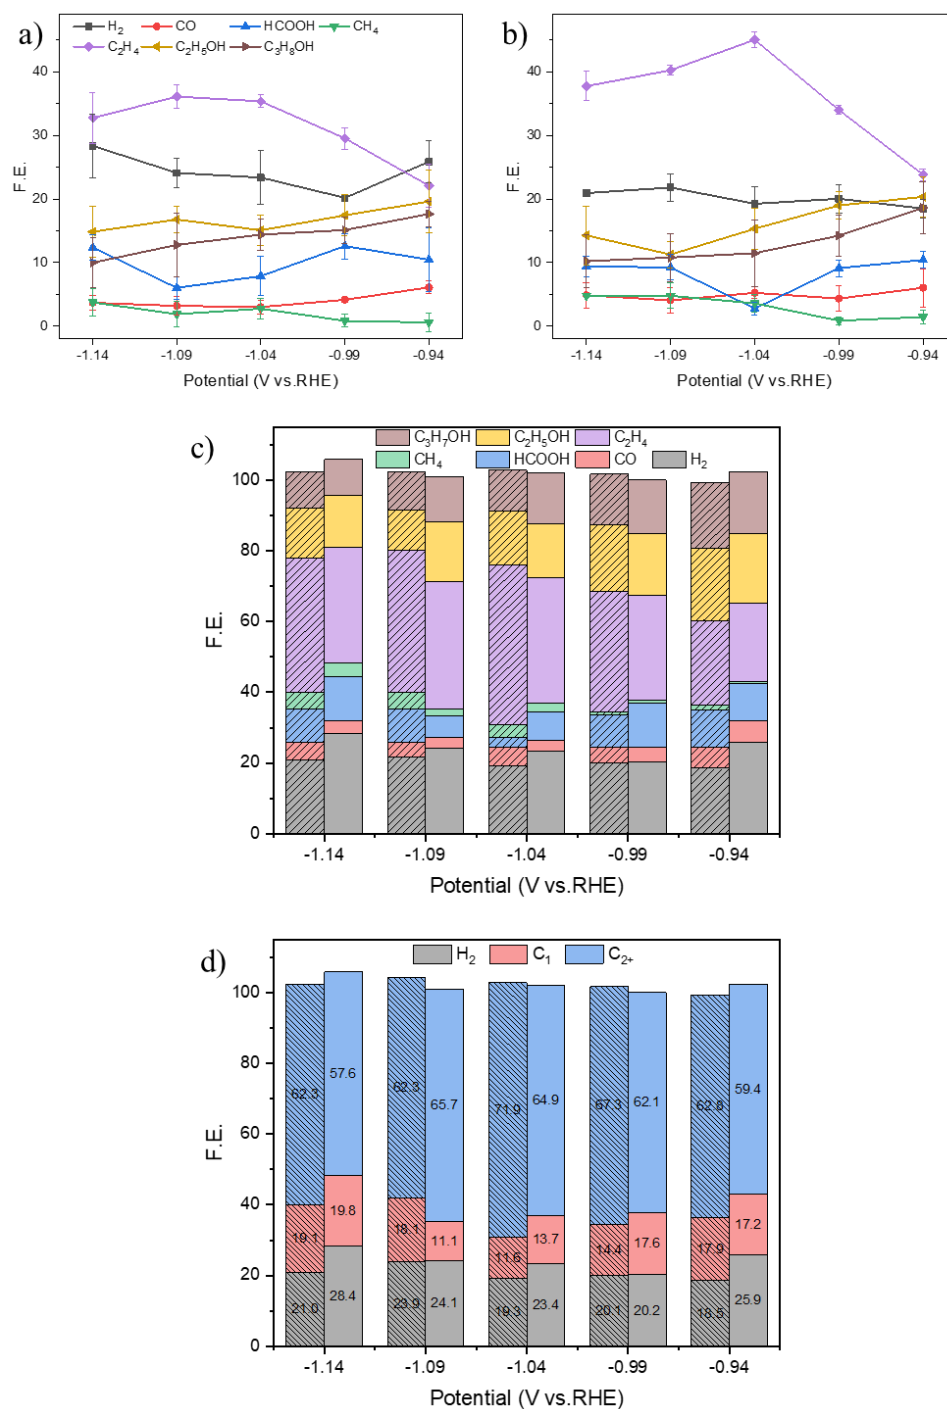 a)
H₂ CO HCOOH CH₄
C₂H₄ C₂H₅OH C₃H₈OH
F.E.
40
30
20
10
0
-1.14 -1.09 -1.04 -0.99 -0.94
Potential (V vs.RHE)
b)
F.E.
40
30
20
10
0
-1.14 -1.09 -1.04 -0.99 -0.94
Potential (V vs.RHE)
c)
C₃H₇OH C₂H₅OH C₂H₄
CH₄ HCOOH CO H₂
F.E.
100
80
60
40
20
0
-1.14 -1.09 -1.04 -0.99 -0.94
Potential (V vs.RHE)
d)
H₂ C₁ C₂₊
F.E.
100
80
60
40
20
0
62.3 57.6 62.3 65.7 71.9 64.9 67.3 62.1 62.8 59.4
19.1 19.8 18.1 11.1 11.6 13.7 14.4 17.6 17.9 17.2
21.0 28.4 23.9 24.1 19.3 23.4 20.1 20.2 18.5 25.9
-1.14 -1.09 -1.04 -0.99 -0.94
Potential (V vs.RHE)